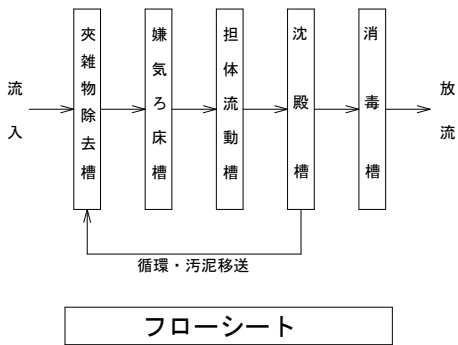 流入
夾雑物除去槽
嫌気ろ床槽
担体流動槽
沈殿槽
消毒槽
放流
循環・汚泥移送
フローシート